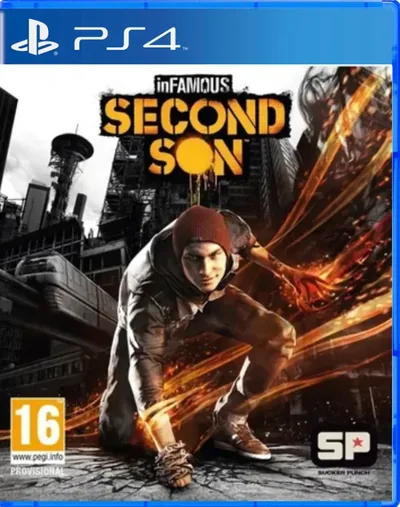 PS4
inFAMOUS
SECOND
SON
16
www.pegi.info
PROVISIONAL
SP
SUCKER PUNCH